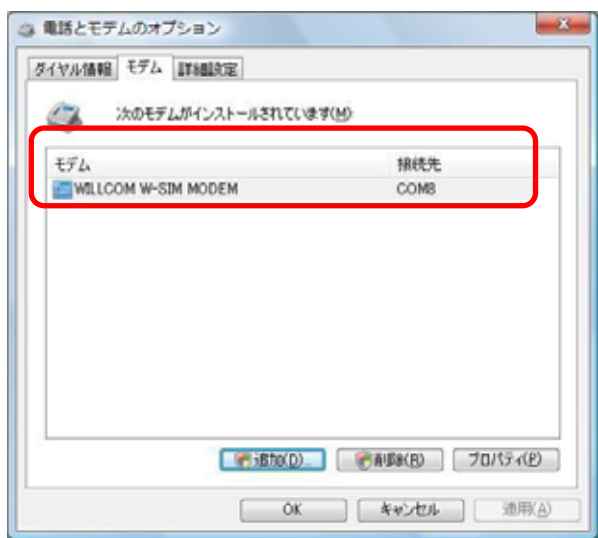 電話とモデムのオプション
ダイヤル情報 モデム 詳細設定
次のモデムがインストールされています(M)
モデム 接続先
WILLCOM W-SIM MODEM COM8
追加(D)... 削除(R) プロパティ(P)
OK キャンセル 適用(A)